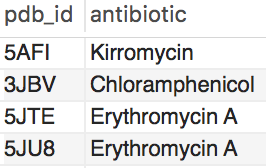 pdb_id antibiotic
5AFI Kirromycin
3JBV Chloramphenicol
5JTE Erythromycin A
5JU8 Erythromycin A